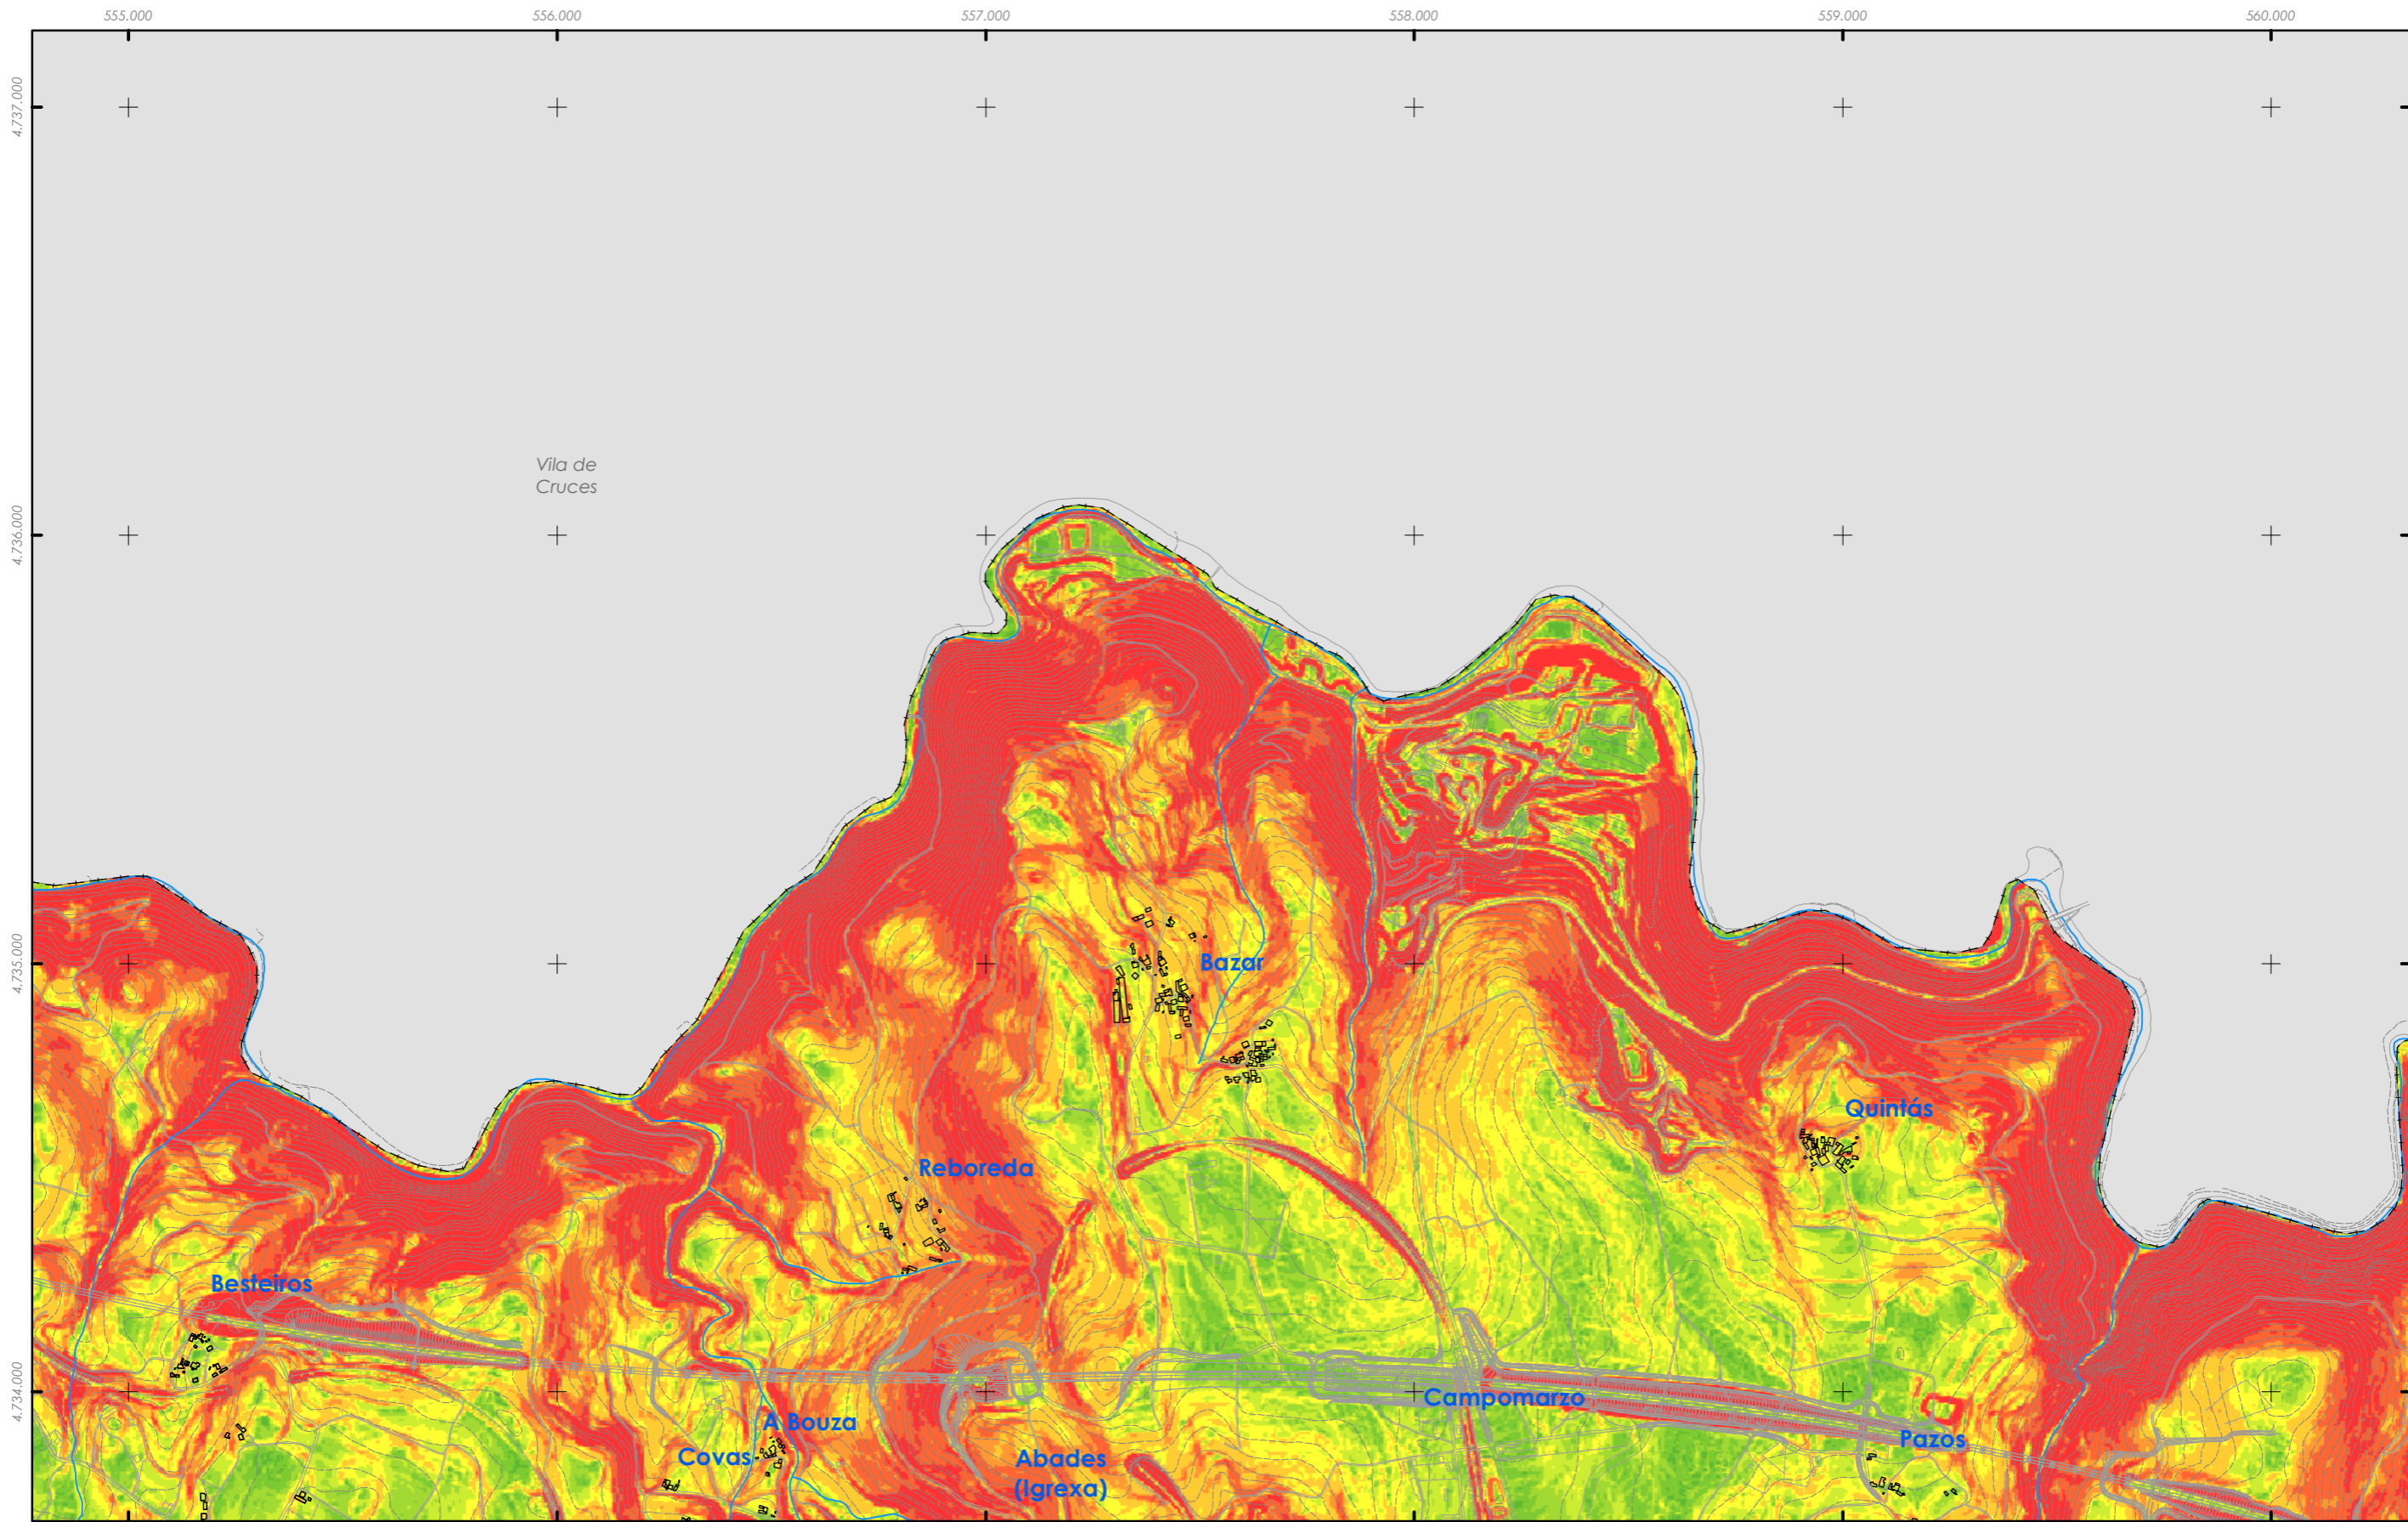 555.000
556.000
557.000
558.000
559.000
560.000
4.737.000
Vila de
Cruces
4.736.000
4.735.000
Bazar
Quintás
Reboreda
Besteiros
4.734.000
Campomarzo
A Bouza
Pazos
Covas
Abades
(Igrexa)